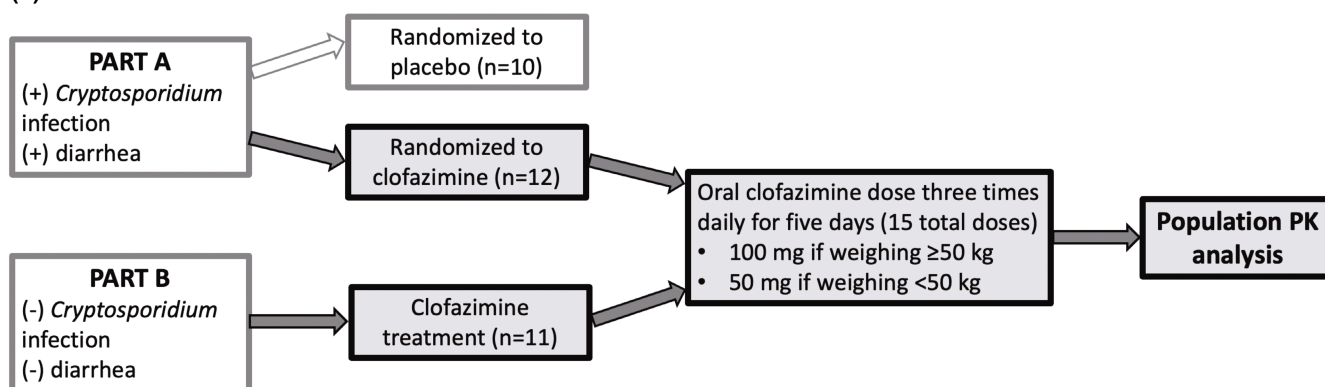 PART A
(+) Cryptosporidium
infection
(+) diarrhea
Randomized to
placebo (n=10)
Randomized to
clofazimine (n=12)
PART B
(-) Cryptosporidium
infection
(-) diarrhea
Clofazimine
treatment (n=11)
Oral clofazimine dose three times
daily for five days (15 total doses)
• 100 mg if weighing ≥50 kg
• 50 mg if weighing <50 kg
Population PK
analysis